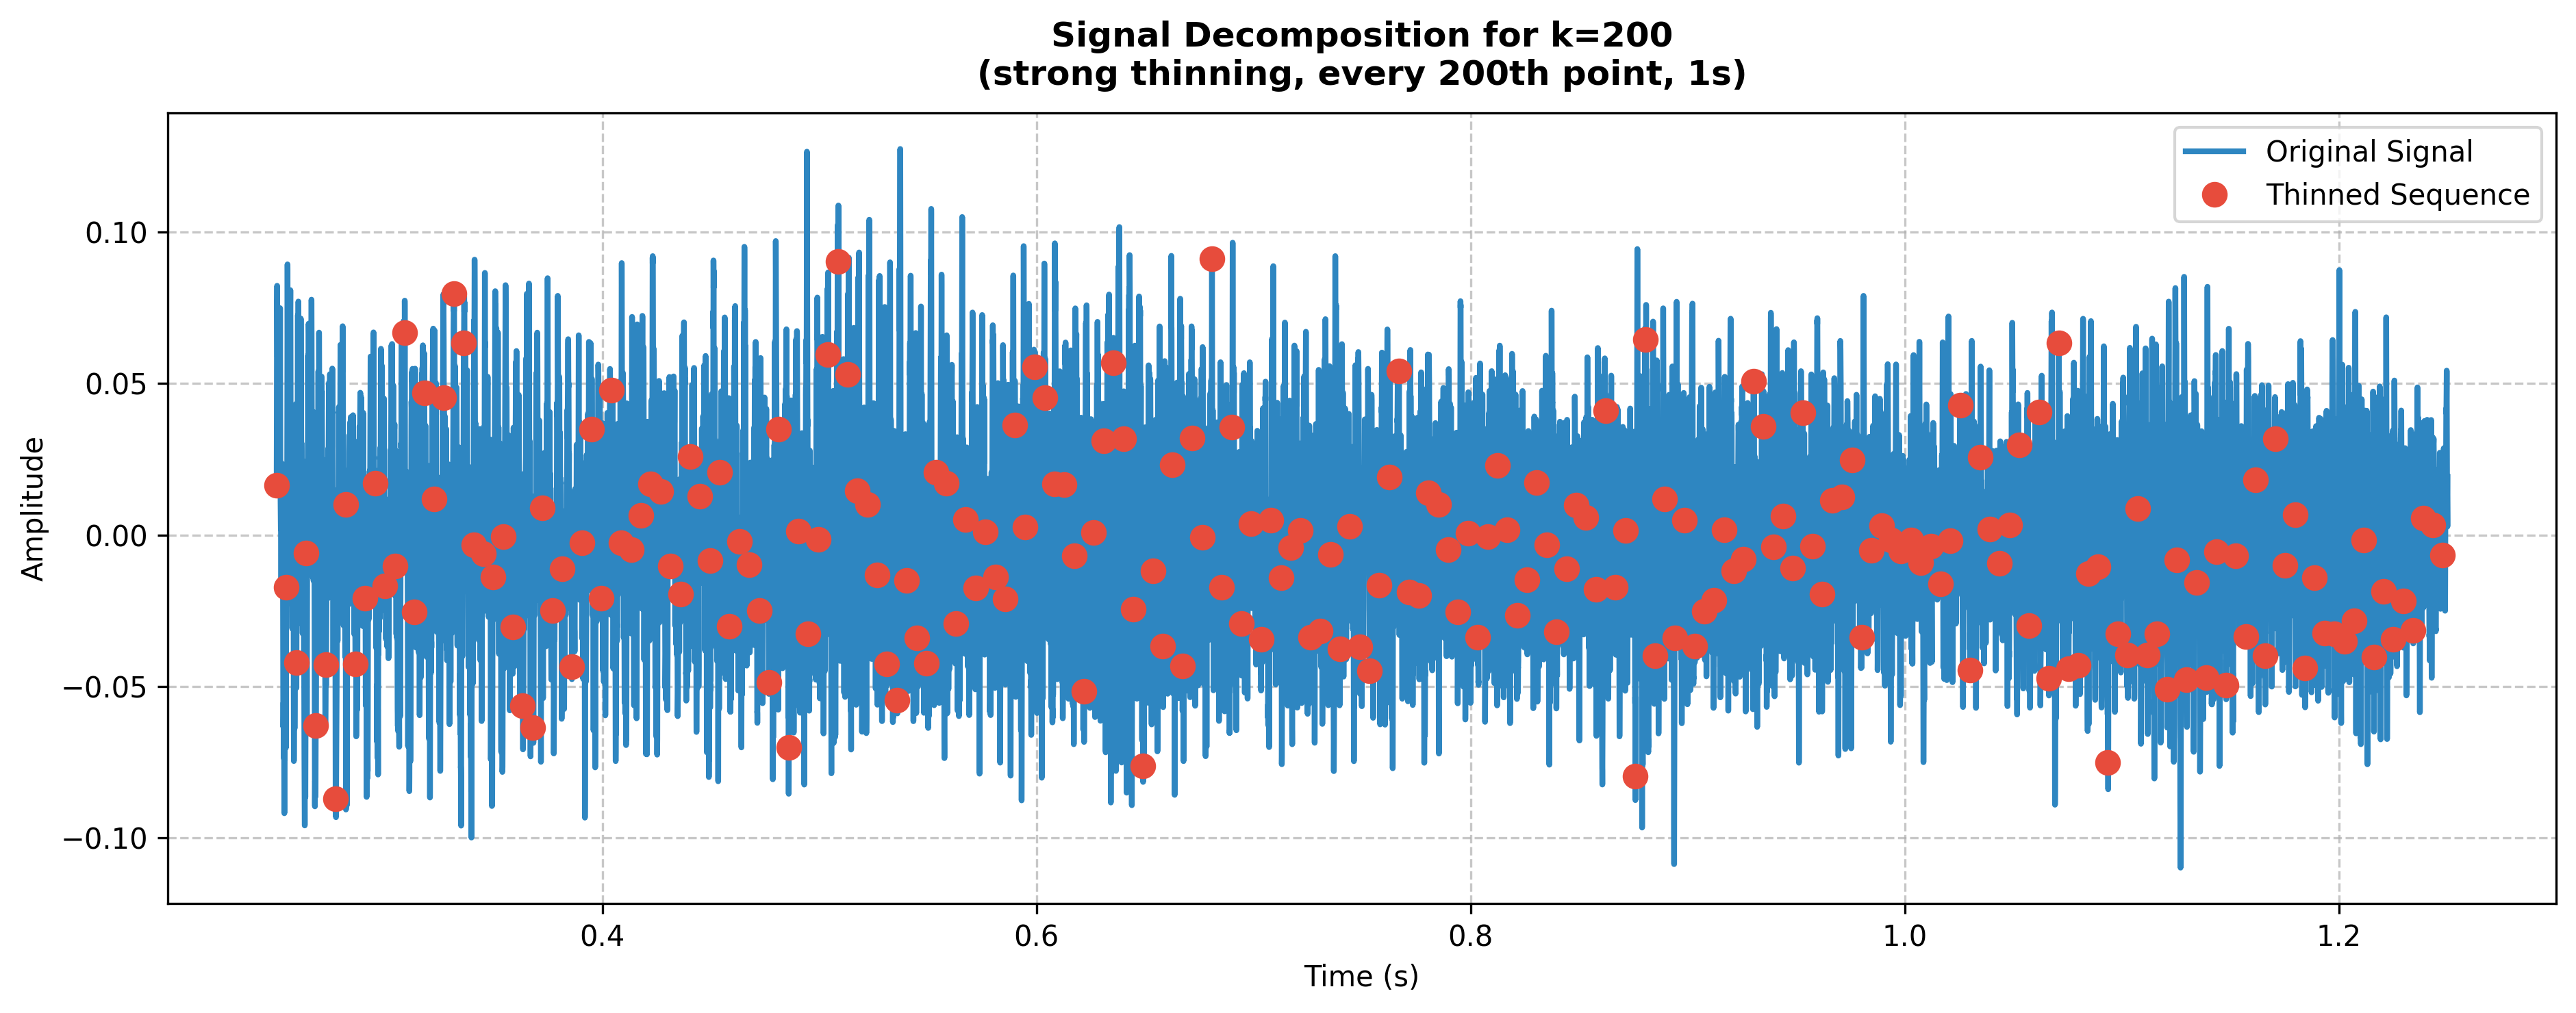 Signal Decomposition for k=200
(strong thinning, every 200th point, 1s)
Original Signal
Thinned Sequence
Amplitude
0.10
0.05
0.00
−0.05
−0.10
0.4
0.6
0.8
1.0
1.2
Time (s)